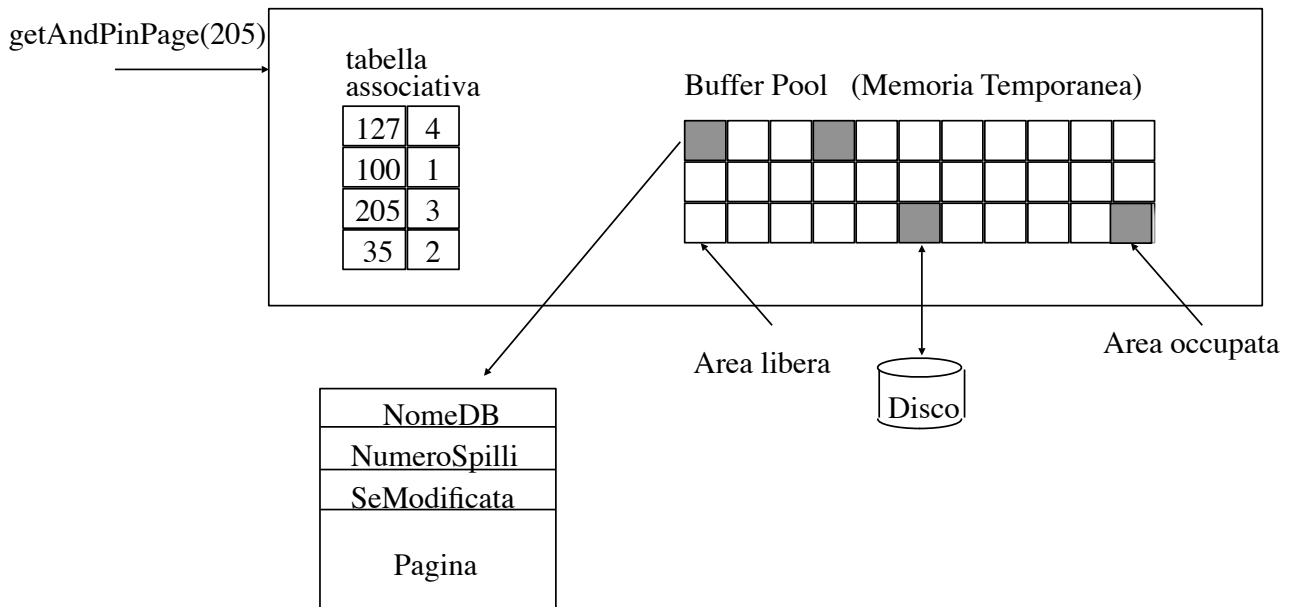 getAndPinPage(205)
tabella
associativa
127 4
100 1
205 3
35 2
Buffer Pool (Memoria Temporanea)
Area libera
Area occupata
Disco
NomeDB
NumeroSpilli
SeModificata
Pagina